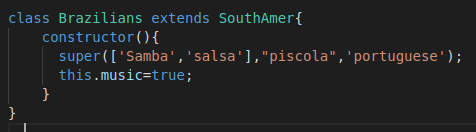 class Brazilians extends SouthAmer{
constructor(){
super(['Samba','salsa'],"piscola",'portuguese');
this.music=true;
}
}